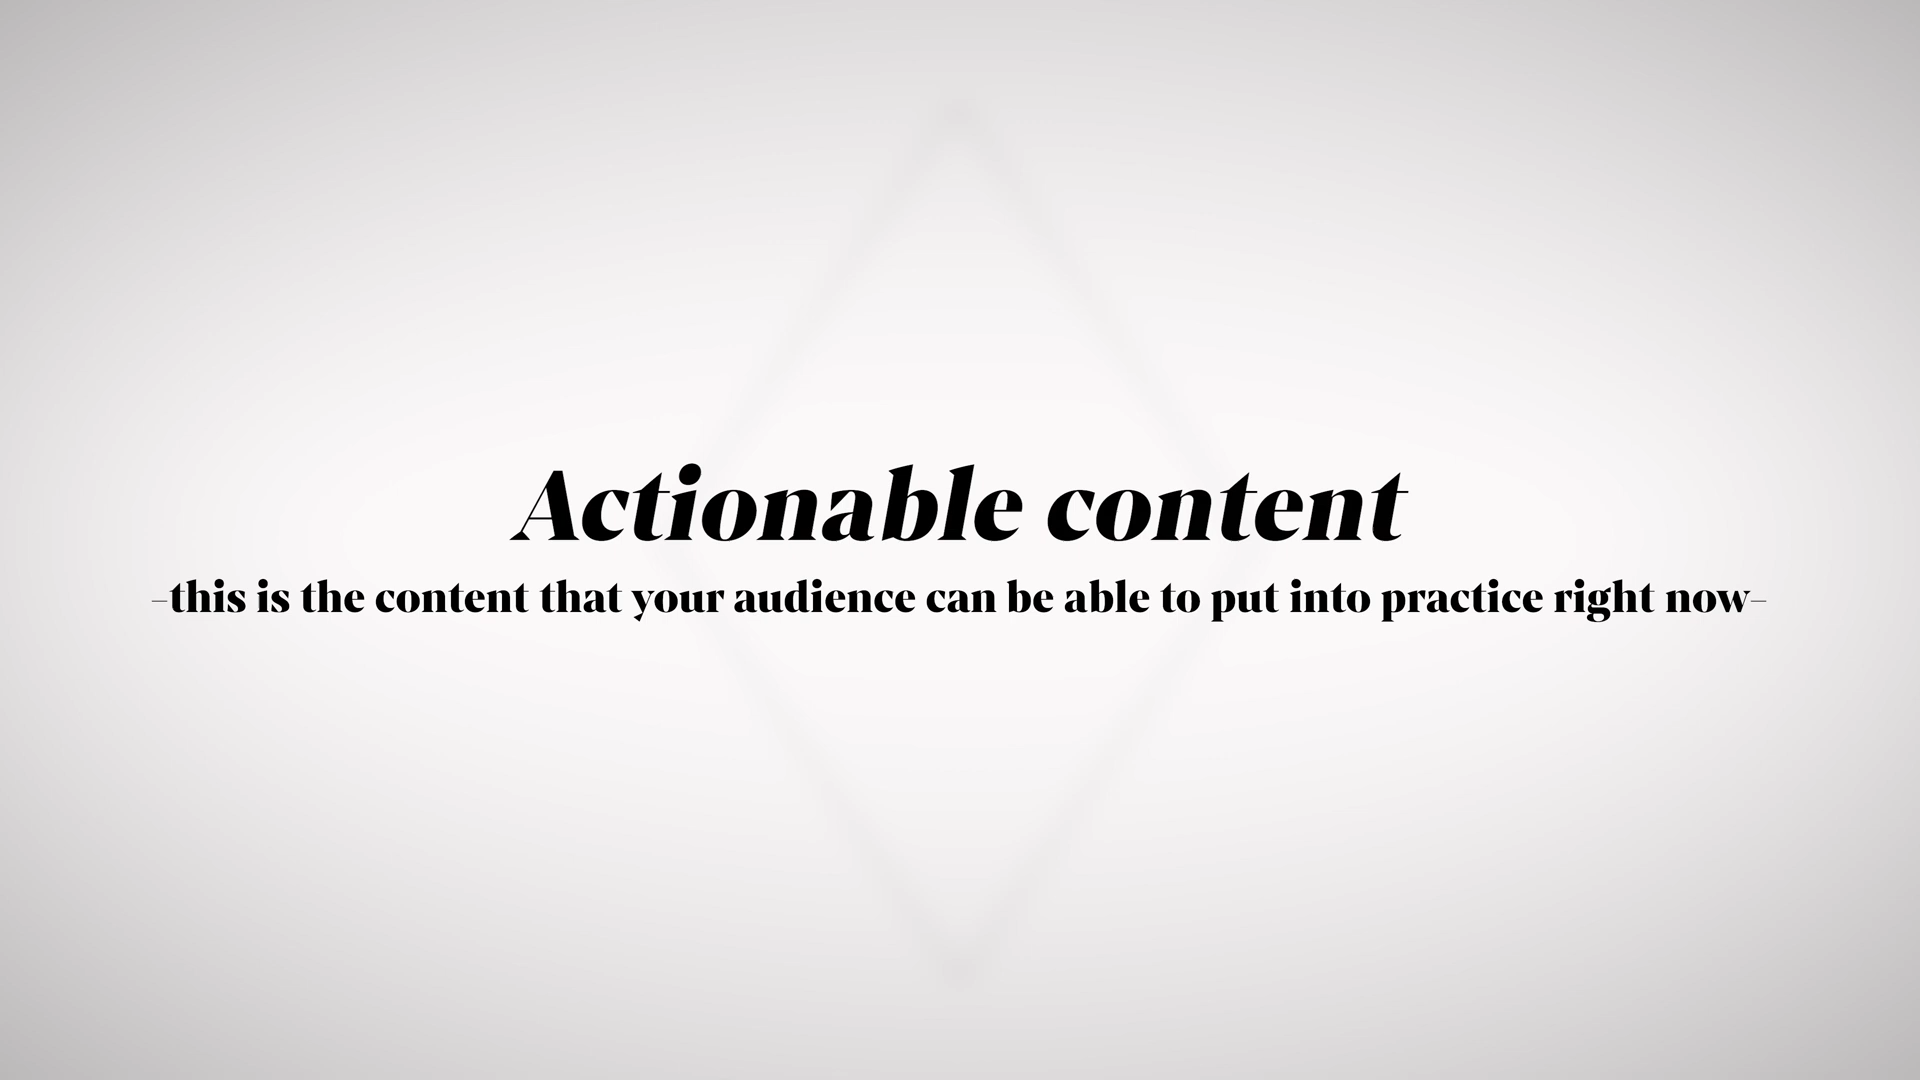 Actionable content
-this is the content that your audience can be able to put into practice right now-